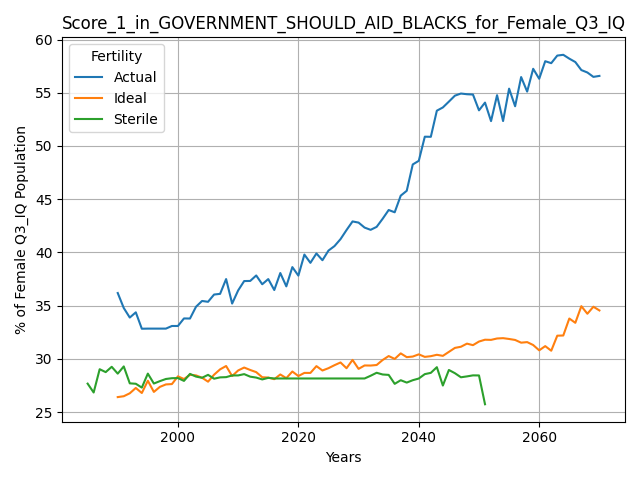 Score_1_in_GOVERNMENT_SHOULD_AID_BLACKS_for_Female_Q3_IQ
60
55
50
45
40
35
30
25
% of Female Q3_IQ Population
Fertility
Actual
Ideal
Sterile
2000 2020 2040 2060
Years